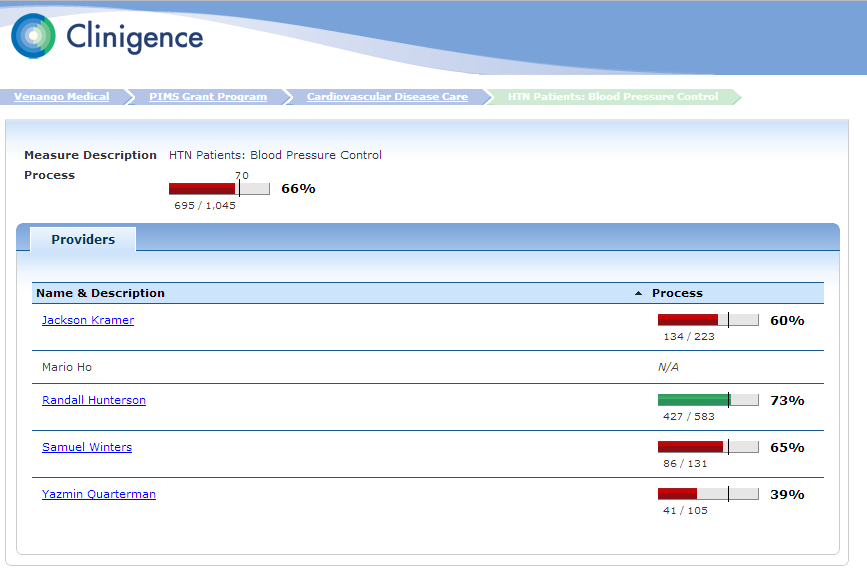 Clinigence
Venango Medical PIMS Grant Program Cardiovascular Disease Care HTN Patients: Blood Pressure Control
Measure Description HTN Patients: Blood Pressure Control
Process 70
66%
695 / 1,045
Providers
Name & Description Process
Jackson Kramer 60%
134 / 223
Mario Ho N/A
Randall Hunterson 73%
427 / 583
Samuel Winters 65%
86 / 131
Yazmin Quarterman 39%
41 / 105